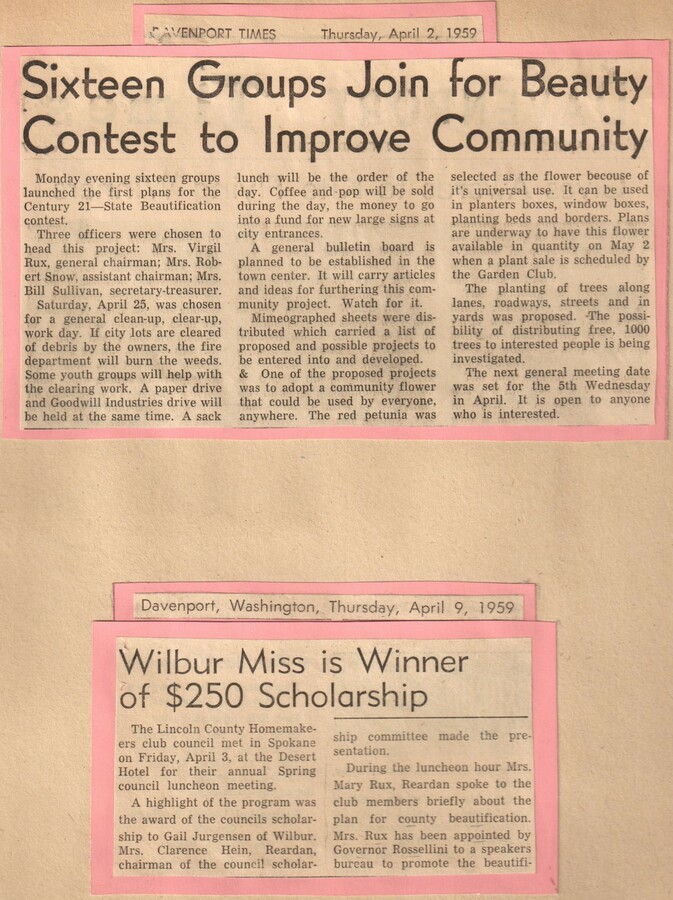 DAVENPORT TIMES Thursday, April 2, 1959
Sixteen Groups Join for Beauty
Contest to Improve Community
Monday evening sixteen groups
launched the first plans for the
Century 21—State Beautification
contest.
Three officers were chosen to
head this project: Mrs. Virgil
Rux, general chairman; Mrs. Rob-
ert Snow, assistant chairman; Mrs.
Bill Sullivan, secretary-treasurer.
Saturday, April 25, was chosen
for a general clean-up, clear-up,
work day. If city lots are cleared
of debris by the owners, the fire
department will burn the weeds.
Some youth groups will help with
the clearing work. A paper drive
and Goodwill Industries drive will
be held at the same time. A sack
lunch will be the order of the
day. Coffee and pop will be sold
during the day, the money to go
into a fund for new large signs at
city entrances.
A general bulletin board is
planned to be established in the
town center. It will carry articles
and ideas for furthering this com-
munity project. Watch for it.
Mimeographed sheets were dis-
tributed which carried a list of
proposed and possible projects to
be entered into and developed.
& One of the proposed projects
was to adopt a community flower
that could be used by everyone,
anywhere. The red petunia was
selected as the flower becouse of
it's universal use. It can be used
in planters boxes, window boxes,
planting beds and borders. Plans
are underway to have this flower
available in quantity on May 2
when a plant sale is scheduled by
the Garden Club.
The planting of trees along
lanes, roadways, streets and in
yards was proposed. The possi-
bility of distributing free, 1000
trees to interested people is being
investigated.
The next general meeting date
was set for the 5th Wednesday
in April. It is open to anyone
who is interested.
Davenport, Washington, Thursday, April 9, 1959
Wilbur Miss is Winner
of $250 Scholarship
The Lincoln County Homemake-
ers club council met in Spokane
on Friday, April 3, at the Desert
Hotel for their annual Spring
council luncheon meeting.
A highlight of the program was
the award of the councils scholar-
ship to Gail Jurgensen of Wilbur.
Mrs. Clarence Hein, Reardan,
chairman of the council scholar-
ship committee made the pre-
sentation.
During the luncheon hour Mrs.
Mary Rux, Reardan spoke to the
club members briefly about the
plan for county beautification.
Mrs. Rux has been appointed by
Governor Rossellini to a speakers
bureau to promote the beautifi-